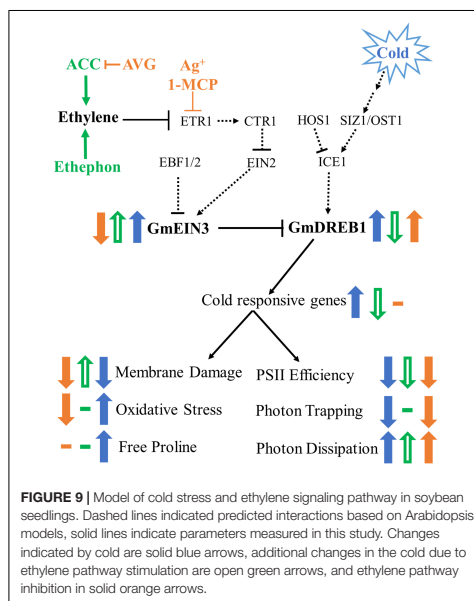 Cold
ACC AVG
Ag+
1-MCP
Ethylene ETR1 CTR1 HOS1 SIZ1/OST1
Ethephon EBF1/2 EIN2 ICE1
GmEIN3 GmDREB1
Cold responsive genes
Membrane Damage PSII Efficiency
Oxidative Stress Photon Trapping
Free Proline Photon Dissipation
FIGURE 9 | Model of cold stress and ethylene signaling pathway in soybean
seedlings. Dashed lines indicated predicted interactions based on Arabidopsis
models, solid lines indicate parameters measured in this study. Changes
indicated by cold are solid blue arrows, additional changes in the cold due to
ethylene pathway stimulation are open green arrows, and ethylene pathway
inhibition in solid orange arrows.